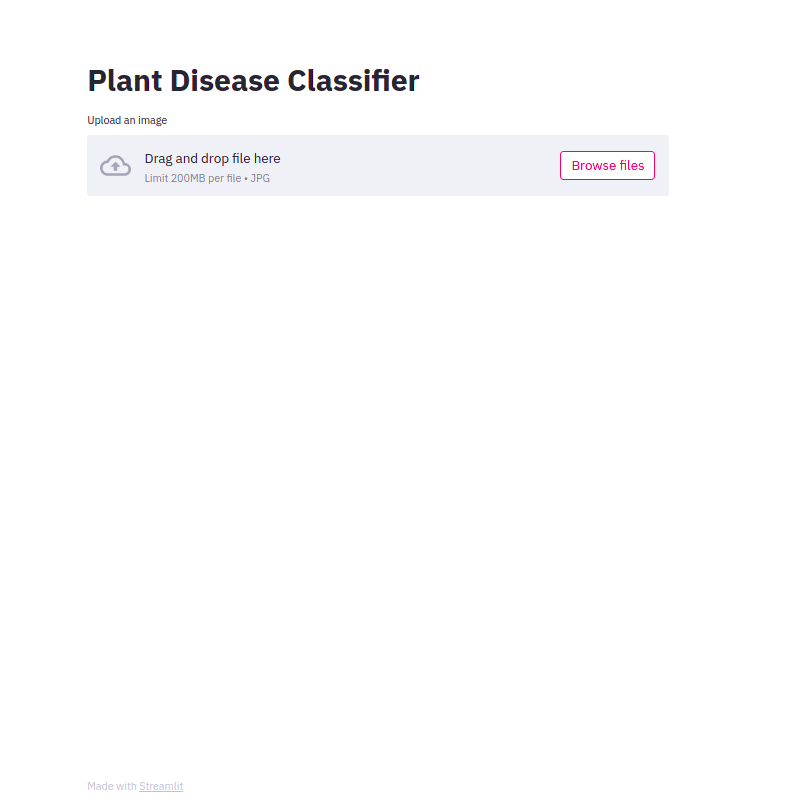 Plant Disease Classifier
Upload an image
Drag and drop file here
Limit 200MB per file • JPG
Browse files
Made with Streamlit